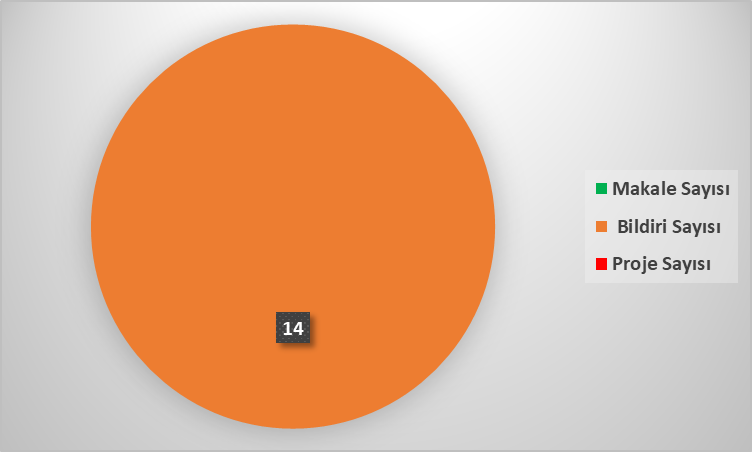 14
Makale Sayısı
Bildiri Sayısı
Proje Sayısı